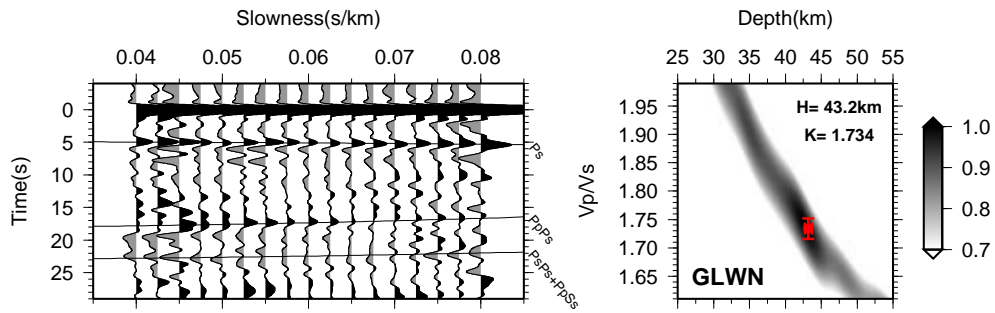 Slowness(s/km)
0.04 0.05 0.06 0.07 0.08
Time(s)
0
5
10
15
20
25
Ps
PpPs
PsPs+PpSs
Depth(km)
25 30 35 40 45 50 55
Vp/Vs
1.95
1.90
1.85
1.80
1.75
1.70
1.65
H= 43.2km
K= 1.734
GLWN
1.0
0.9
0.8
0.7